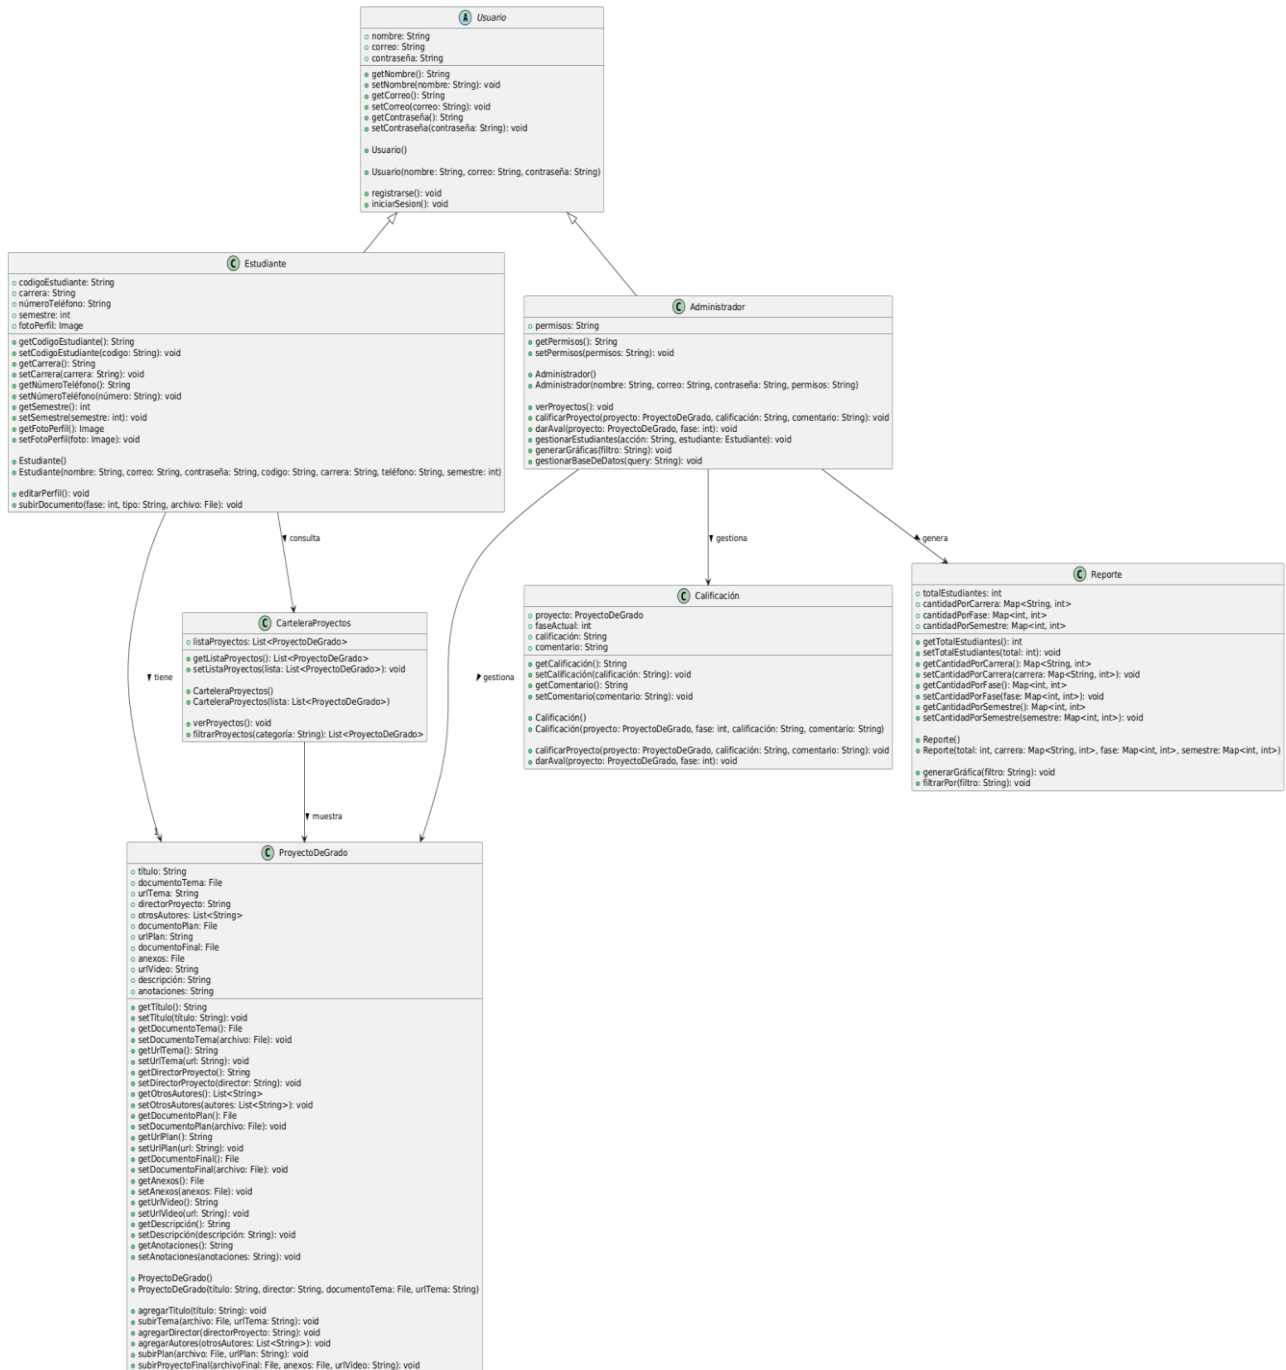 A Usuario
nombre: String
correo: String
contraseña: String
getNombre(): String
setNombre(nombre: String): void
getCorreo(): String
setCorreo(correo: String): void
getContraseña(): String
setContraseña(contraseña: String): void
Usuario()
Usuario(nombre: String, correo: String, contraseña: String)
registrarse(): void
iniciarSesion(): void
C Estudiante
codigoEstudiante: String
carrera: String
númeroTeléfono: String
semestre: int
fotoPerfil: Image
getCodigoEstudiante(): String
setCodigoEstudiante(codigo: String): void
getCarrera(): String
setCarrera(carrera: String): void
getNúmeroTeléfono(): String
setNúmeroTeléfono(número: String): void
getSemestre(): int
setSemestre(semestre: int): void
getFotoPerfil(): Image
setFotoPerfil(foto: Image): void
Estudiante()
Estudiante(nombre: String, correo: String, contraseña: String, codigo: String, carrera: String, teléfono: String, semestre: int)
editarPerfil(): void
subirDocumento(fase: int, tipo: String, archivo: File): void
C Administrador
permisos: String
getPermisos(): String
setPermisos(permisos: String): void
Administrador()
Administrador(nombre: String, correo: String, contraseña: String, permisos: String)
verProyectos(): void
calificarProyecto(proyecto: ProyectoDeGrado, calificación: String, comentario: String): void
darAval(proyecto: ProyectoDeGrado, fase: int): void
gestionarEstudiantes(acción: String, estudiante: Estudiante): void
generarGráficas(filtro: String): void
gestionarBaseDeDatos(query: String): void
consulta
gestiona
genera
C CarteleraProyectos
listaProyectos: List<ProyectoDeGrado>
getListaProyectos(): List<ProyectoDeGrado>
setListaProyectos(lista: List<ProyectoDeGrado>): void
CarteleraProyectos()
CarteleraProyectos(lista: List<ProyectoDeGrado>)
verProyectos(): void
filtrarProyectos(categoría: String): List<ProyectoDeGrado>
C Calificación
proyecto: ProyectoDeGrado
faseActual: int
calificación: String
comentario: String
getCalificación(): String
setCalificación(calificación: String): void
getComentario(): String
setComentario(comentario: String): void
Calificación()
Calificación(proyecto: ProyectoDeGrado, fase: int, calificación: String, comentario: String)
calificarProyecto(proyecto: ProyectoDeGrado, calificación: String, comentario: String): void
darAval(proyecto: ProyectoDeGrado, fase: int): void
C Reporte
totalEstudiantes: int
cantidadPorCarrera: Map<String, int>
cantidadPorFase: Map<int, int>
cantidadPorSemestre: Map<int, int>
getTotalEstudiantes(): int
setTotalEstudiantes(total: int): void
getCantidadPorCarrera(): Map<String, int>
setCantidadPorCarrera(carrera: Map<String, int>): void
getCantidadPorFase(): Map<int, int>
setCantidadPorFase(fase: Map<int, int>): void
getCantidadPorSemestre(): Map<int, int>
setCantidadPorSemestre(semestre: Map<int, int>): void
Reporte()
Reporte(total: int, carrera: Map<String, int>, fase: Map<int, int>, semestre: Map<int, int>)
generarGráfica(filtro: String): void
filtrarPor(filtro: String): void
tiene
gestiona
muestra
1
C ProyectoDeGrado
título: String
documentoTema: File
urlTema: String
directorProyecto: String
otrosAutores: List<String>
documentoPlan: File
urlPlan: String
documentoFinal: File
anexos: File
urlVideo: String
descripción: String
anotaciones: String
getTítulo(): String
setTítulo(título: String): void
getDocumentoTema(): File
setDocumentoTema(archivo: File): void
getUrlTema(): String
setUrlTema(url: String): void
getDirectorProyecto(): String
setDirectorProyecto(director: String): void
getOtrosAutores(): List<String>
setOtrosAutores(autores: List<String>): void
getDocumentoPlan(): File
setDocumentoPlan(archivo: File): void
getUrlPlan(): String
setUrlPlan(url: String): void
getDocumentoFinal(): File
setDocumentoFinal(archivo: File): void
getAnexos(): File
setAnexos(anexos: File): void
getUrlVideo(): String
setUrlVideo(url: String): void
getDescripción(): String
setDescripción(descripción: String): void
getAnotaciones(): String
setAnotaciones(anotaciones: String): void
ProyectoDeGrado()
ProyectoDeGrado(título: String, director: String, documentoTema: File, urlTema: String)
agregarTitulo(título: String): void
subirTema(archivo: File, urlTema: String): void
agregarDirector(directorProyecto: String): void
agregarAutores(otrosAutores: List<String>): void
subirPlan(archivo: File, urlPlan: String): void
subirProyectoFinal(archivoFinal: File, anexos: File, urlVideo: String): void